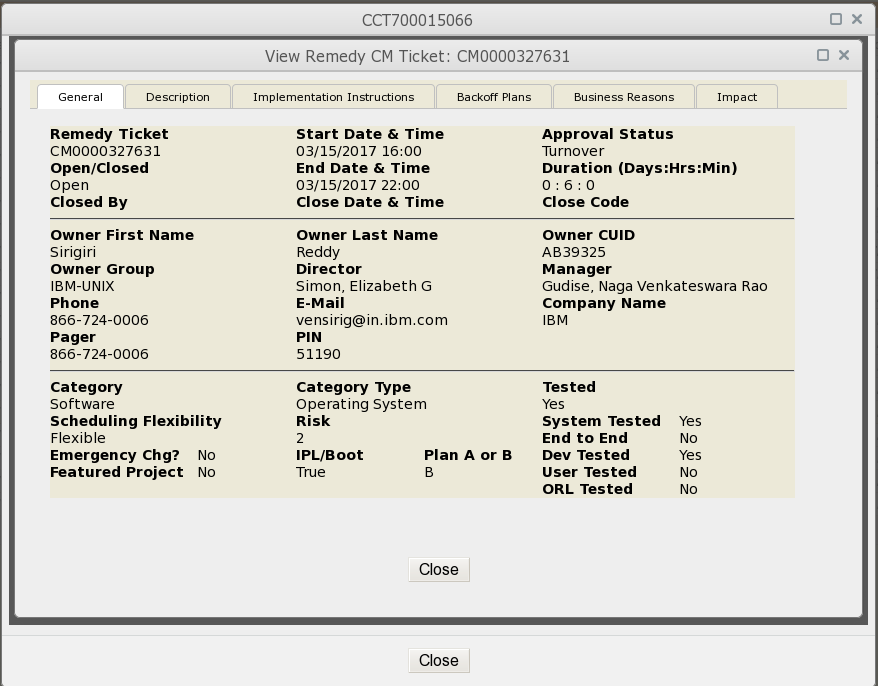 CCT700015066
View Remedy CM Ticket: CM0000327631
General Description Implementation Instructions Backoff Plans Business Reasons Impact
Remedy Ticket Start Date & Time Approval Status
CM0000327631 03/15/2017 16:00 Turnover
Open/Closed End Date & Time Duration (Days:Hrs:Min)
Open 03/15/2017 22:00 0 : 6 : 0
Closed By Close Date & Time Close Code
Owner First Name Owner Last Name Owner CUID
Sirigiri Reddy AB39325
Owner Group Director Manager
IBM-UNIX Simon, Elizabeth G Gudise, Naga Venkateswara Rao
Phone E-Mail Company Name
866-724-0006 vensirig@in.ibm.com IBM
Pager PIN
866-724-0006 51190
Category Category Type Tested
Software Operating System Yes
Scheduling Flexibility Risk System Tested Yes
Flexible 2 End to End No
Emergency Chg? No IPL/Boot Plan A or B Dev Tested Yes
Featured Project No True B User Tested No
ORL Tested No
Close
Close